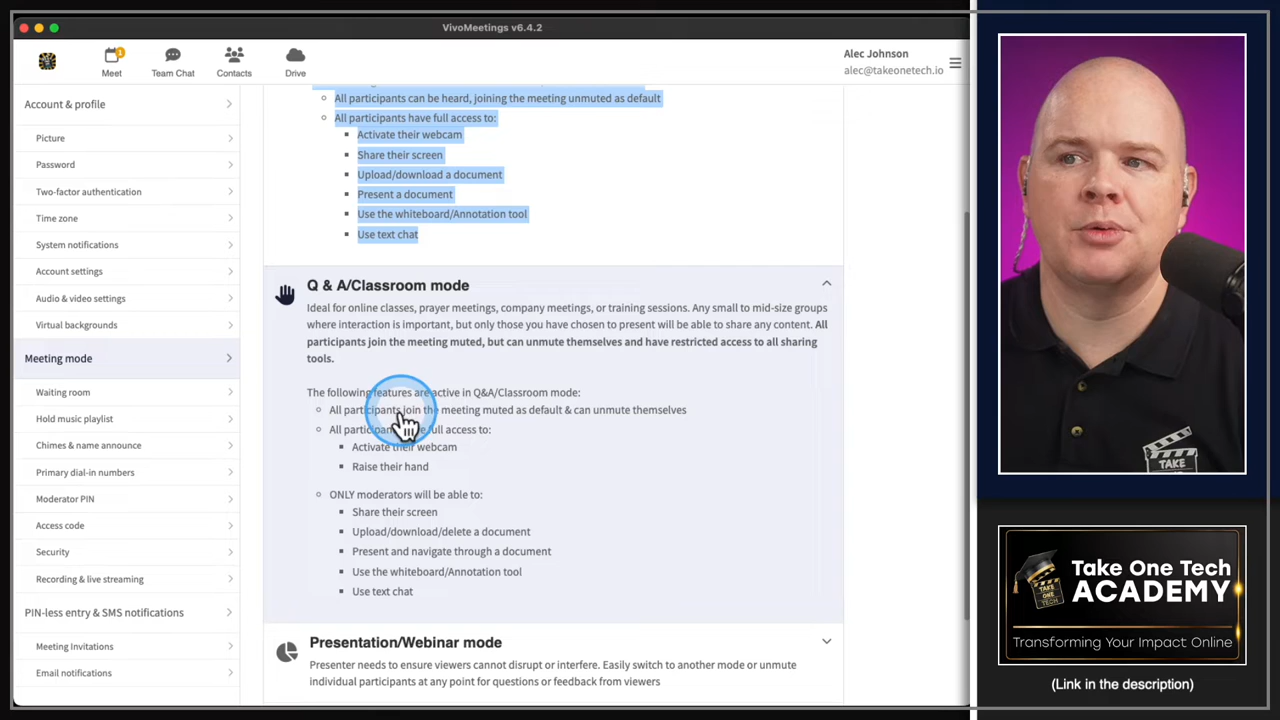 VivoMeetings v6.4.2
Meet
1
Team Chat
Contacts
Drive
Alec Johnson
alec@takeonetech.io
Account & profile
Picture
Password
Two-factor authentication
Time zone
System notifications
Account settings
Audio & video settings
Virtual backgrounds
Meeting mode
Waiting room
Hold music playlist
Chimes & name announce
Primary dial-in numbers
Moderator PIN
Access code
Security
Recording & live streaming
PIN-less entry & SMS notifications
Meeting Invitations
Email notifications
All participants can be heard, joining the meeting unmuted as default
All participants have full access to:
Activate their webcam
Share their screen
Upload/download a document
Present a document
Use the whiteboard/Annotation tool
Use text chat
Q & A/Classroom mode
Ideal for online classes, prayer meetings, company meetings, or training sessions. Any small to mid-size groups
where interaction is important, but only those you have chosen to present will be able to share any content. All
participants join the meeting muted, but can unmute themselves and have restricted access to all sharing
tools.
The following features are active in Q&A/Classroom mode:
All participants join the meeting muted as default & can unmute themselves
All full access to:
Activate their webcam
Raise their hand
ONLY moderators will be able to:
Share their screen
Upload/download/delete a document
Present and navigate through a document
Use the whiteboard/Annotation tool
Use text chat
Presentation/Webinar mode
Presenter needs to ensure viewers cannot disrupt or interfere. Easily switch to another mode or unmute
individual participants at any point for questions or feedback from viewers
TAKE
ONE
TECH
Take One Tech
ACADEMY
Transforming Your Impact Online
(Link in the description)